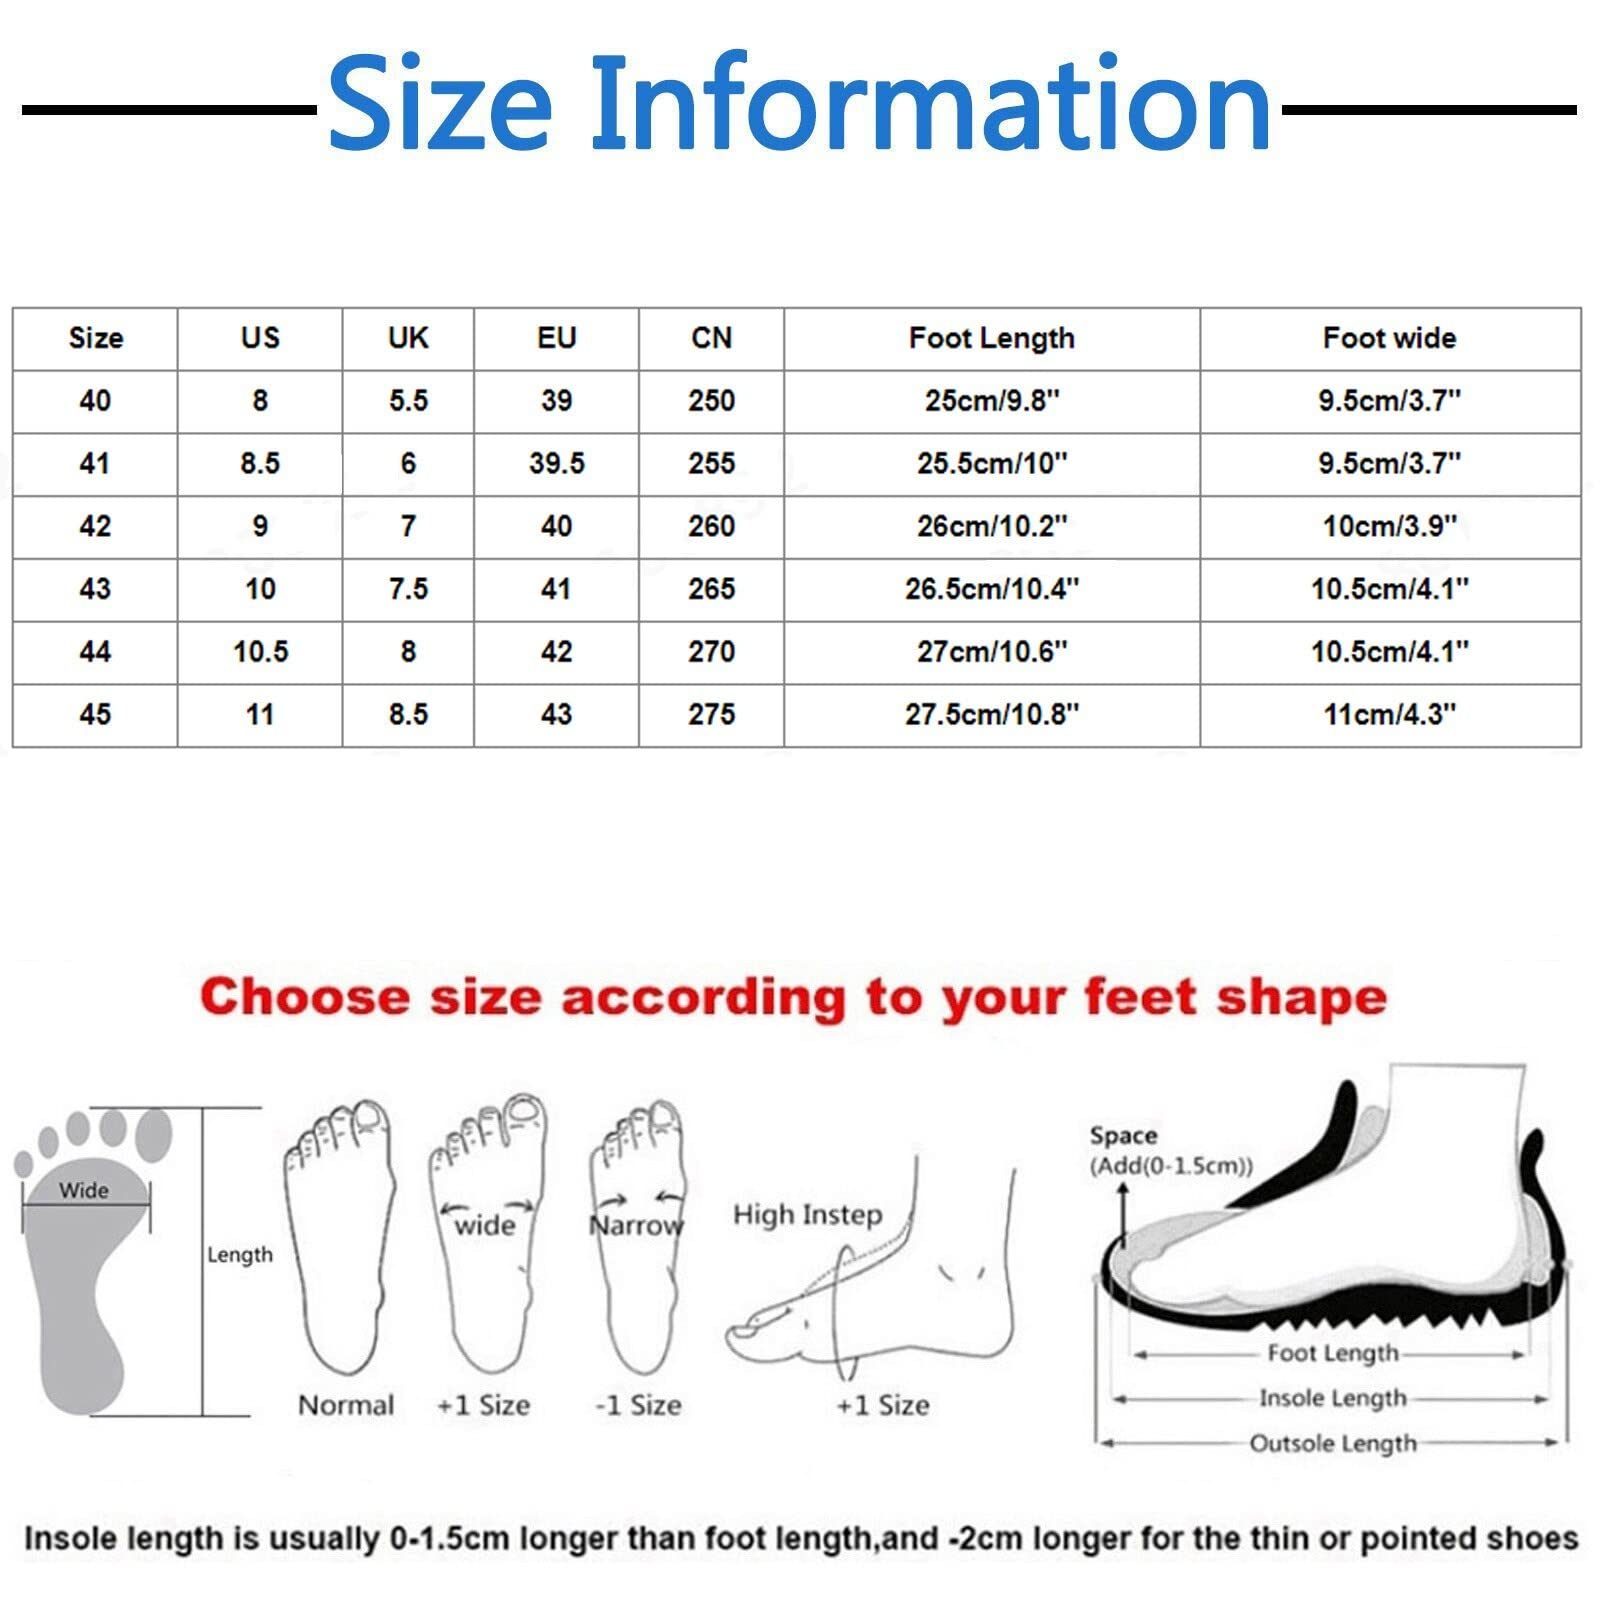 Size Information
Size US UK EU CN Foot Length Foot wide
40 8 5.5 39 250 25cm/9.8" 9.5cm/3.7"
41 8.5 6 39.5 255 25.5cm/10" 9.5cm/3.7"
42 9 7 40 260 26cm/10.2" 10cm/3.9"
43 10 7.5 41 265 26.5cm/10.4" 10.5cm/4.1"
44 10.5 8 42 270 27cm/10.6" 10.5cm/4.1"
45 11 8.5 43 275 27.5cm/10.8" 11cm/4.3"
Choose size according to your feet shape
Wide
Length
wide
Narrow
High Instep
Space
(Add(0-1.5cm))
Normal
+1 Size
-1 Size
+1 Size
Foot Length
Insole Length
Outsole Length
Insole length is usually 0-1.5cm longer than foot length,and -2cm longer for the thin or pointed shoes